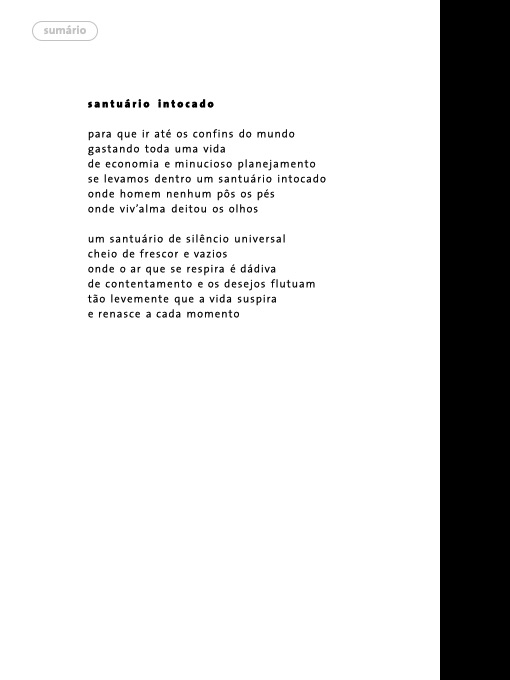 sumário
santuário intocado
para que ir até os confins do mundo
gastando toda uma vida
de economia e minucioso planejamento
se levamos dentro um santuário intocado
onde homem nenhum pôs os pés
onde viv'alma deitou os olhos
um santuário de silêncio universal
cheio de frescor e vazios
onde o ar que se respira é dádiva
de contentamento e os desejos flutuam
tão levemente que a vida suspira
e renasce a cada momento